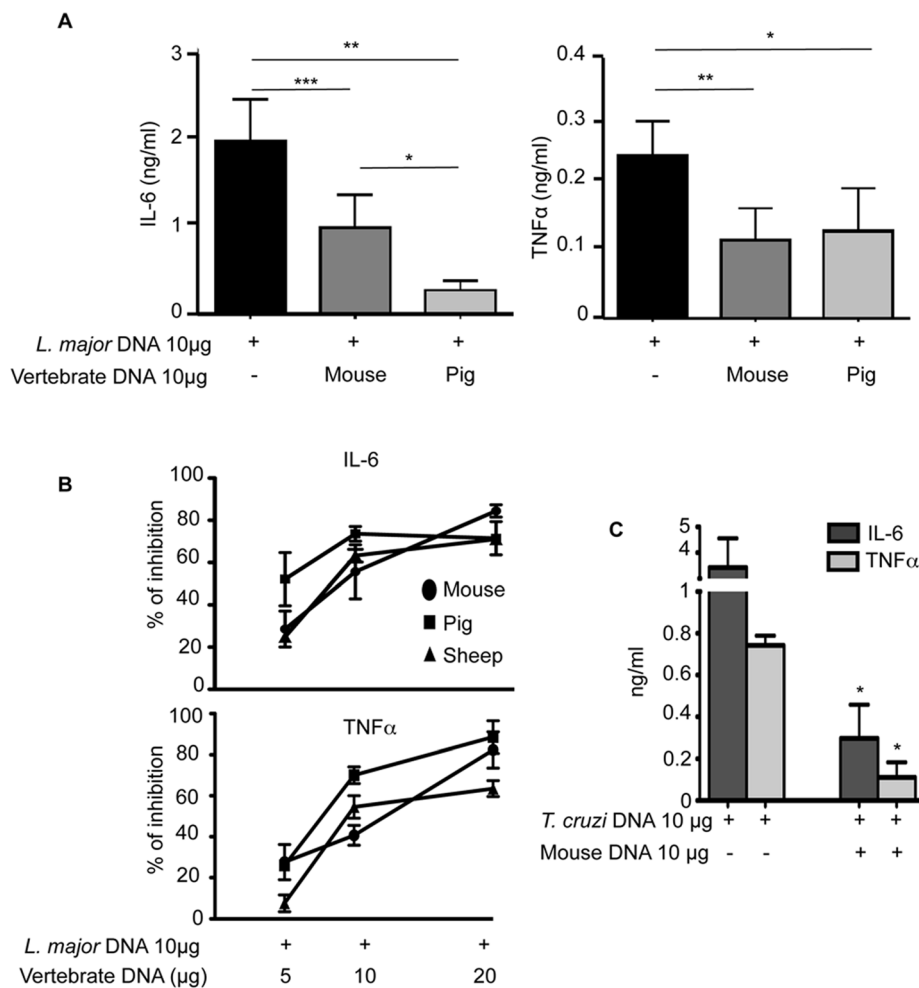 A
IL-6 (ng/ml)
3
2
1
0
**
***
*
L. major DNA 10µg + + +
Vertebrate DNA 10µg - Mouse Pig
TNFα (ng/ml)
0.4
0.3
0.2
0.1
0
*
**
+ + +
- Mouse Pig
B
IL-6
% of inhibition
100
80
60
40
20
0
Mouse
Pig
Sheep
TNFα
% of inhibition
100
80
60
40
20
0
L. major DNA 10µg + + +
Vertebrate DNA (µg) 5 10 20
C
IL-6
TNFα
ng/ml
5
4
1
0.8
0.6
0.4
0.2
0
*
*
T. cruzi DNA 10 µg + + + +
Mouse DNA 10 µg - - + +